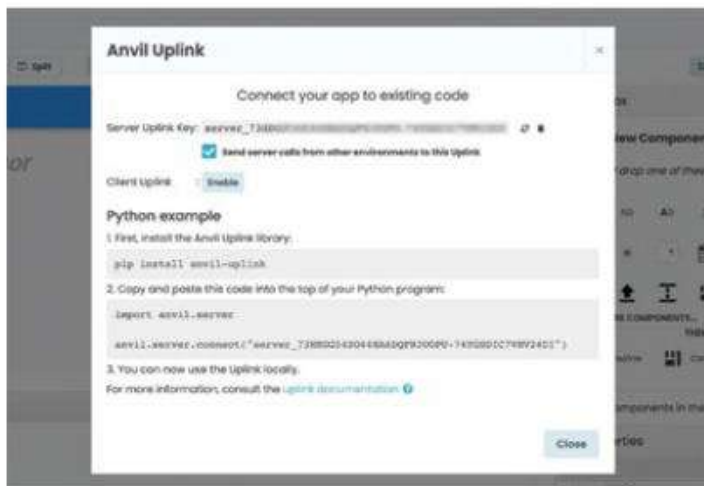 Anvil Uplink
Split
Connect your app to existing code
Server Uplink Key:
Send server calls from other environments to this Uplink
Client Uplink : Enable
Python example
1. First, install the Anvil Uplink library:
pip install anvil-uplink
2. Copy and paste this code into the top of your Python program:
import anvil.server
3. You can now use the Uplink locally.
For more information, consult the uplink documentation
Close